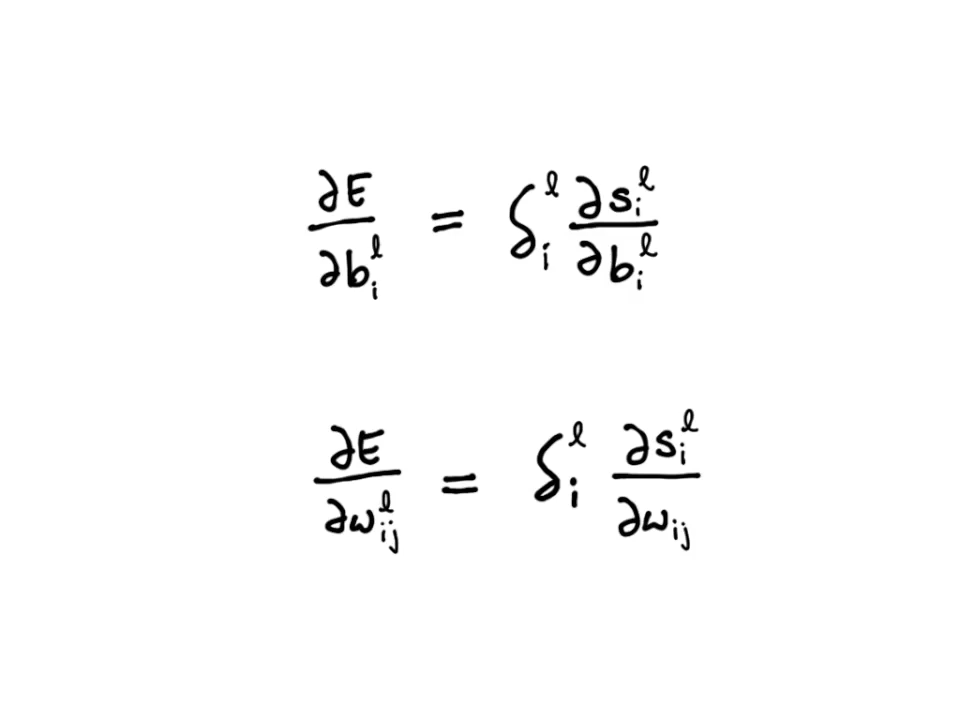 ∂E/∂b_i^ℓ = δ_i^ℓ ∂s_i^ℓ/∂b_i^ℓ
∂E/∂w_ij^ℓ = δ_i^ℓ ∂s_i^ℓ/∂w_ij